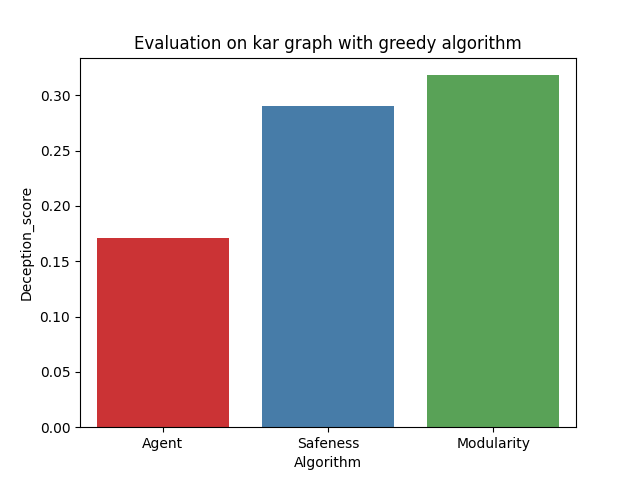 Evaluation on kar graph with greedy algorithm
0.30
0.25
0.20
0.15
0.10
0.05
0.00
Deception_score
Agent Safeness Modularity
Algorithm